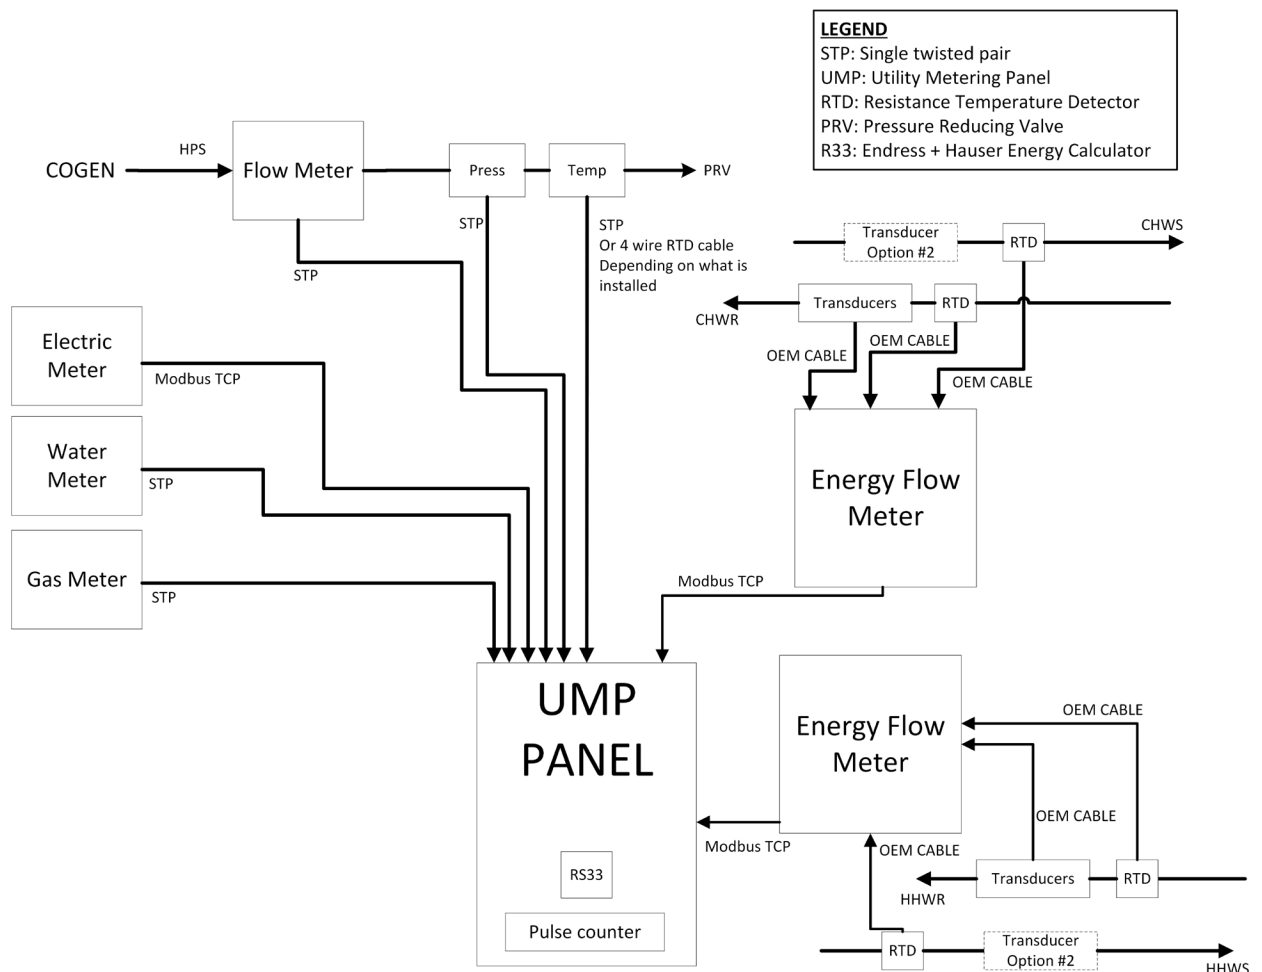 LEGEND
STP: Single twisted pair
UMP: Utility Metering Panel
RTD: Resistance Temperature Detector
PRV: Pressure Reducing Valve
R33: Endress + Hauser Energy Calculator
COGEN
HPS
Flow Meter
Press
Temp
PRV
STP
STP
STP
Or 4 wire RTD cable
Depending on what is
installed
Transducer
Option #2
RTD
CHWS
CHWR
Transducers
RTD
OEM CABLE
OEM CABLE
OEM CABLE
Electric
Meter
Modbus TCP
Water
Meter
STP
Gas Meter
STP
Energy Flow
Meter
Modbus TCP
UMP
PANEL
RS33
Pulse counter
Energy Flow
Meter
Modbus TCP
OEM CABLE
OEM CABLE
OEM CABLE
HHWR
Transducers
RTD
RTD
Transducer
Option #2
HHWS